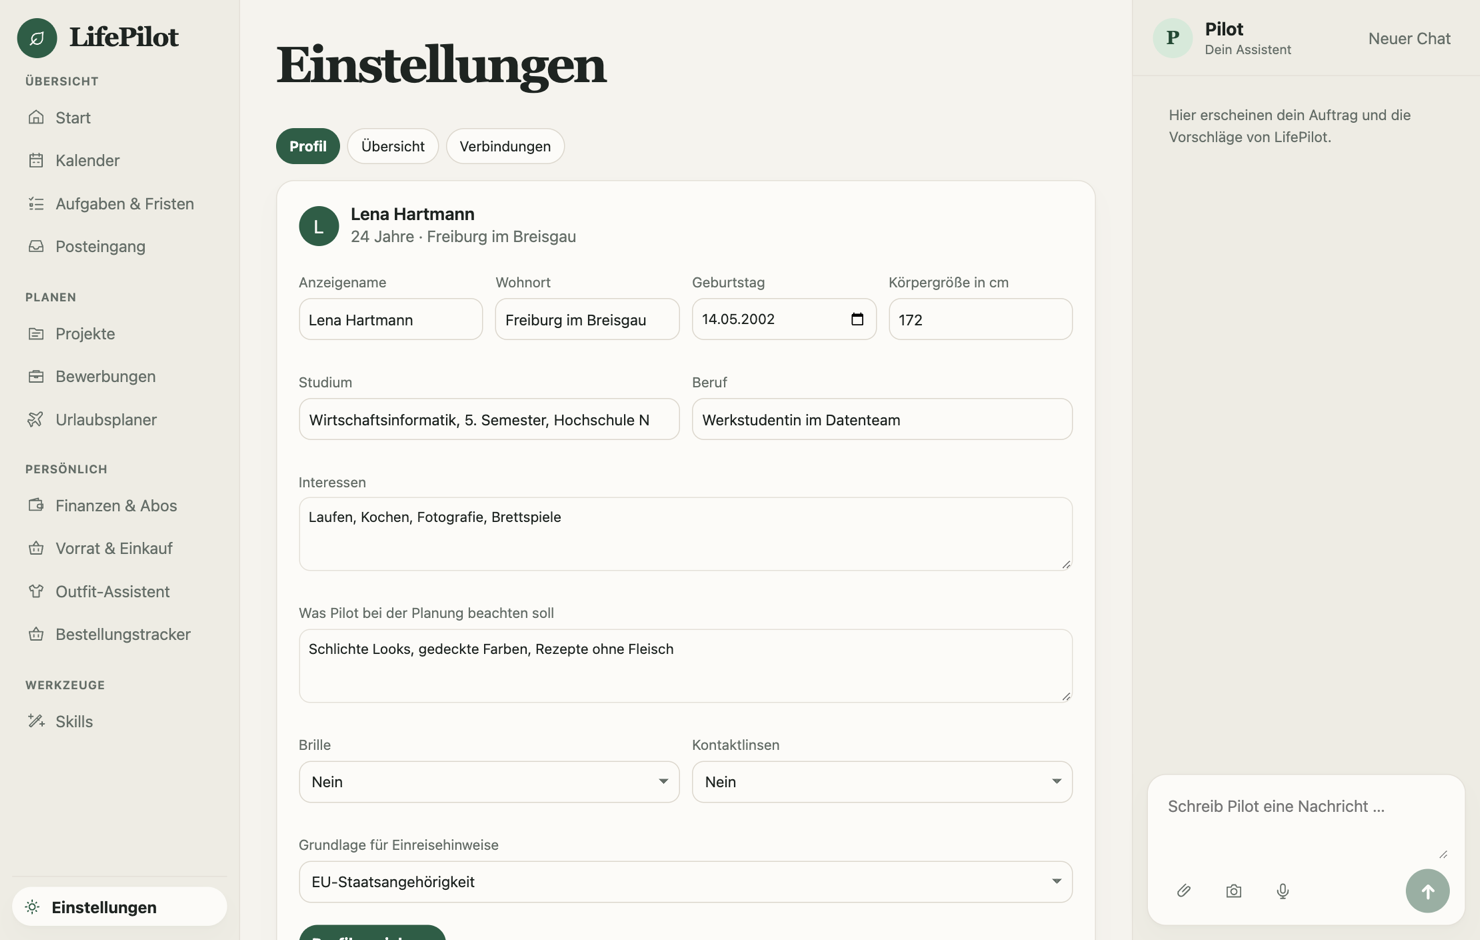 LifePilot
ÜBERSICHT
Start
Kalender
Aufgaben & Fristen
Posteingang
PLANEN
Projekte
Bewerbungen
Urlaubsplaner
PERSÖNLICH
Finanzen & Abos
Vorrat & Einkauf
Outfit-Assistent
Bestellungstracker
WERKZEUGE
Skills
Einstellungen
Einstellungen
Profil
Übersicht
Verbindungen
L
Lena Hartmann
24 Jahre · Freiburg im Breisgau
Anzeigename
Wohnort
Geburtstag
Körpergröße in cm
Lena Hartmann
Freiburg im Breisgau
14.05.2002
172
Studium
Beruf
Wirtschaftsinformatik, 5. Semester, Hochschule N
Werkstudentin im Datenteam
Interessen
Laufen, Kochen, Fotografie, Brettspiele
Was Pilot bei der Planung beachten soll
Schlichte Looks, gedeckte Farben, Rezepte ohne Fleisch
Brille
Kontaktlinsen
Nein
Nein
Grundlage für Einreisehinweise
EU-Staatsangehörigkeit
P
Pilot
Dein Assistent
Neuer Chat
Hier erscheinen dein Auftrag und die
Vorschläge von LifePilot.
Schreib Pilot eine Nachricht ...